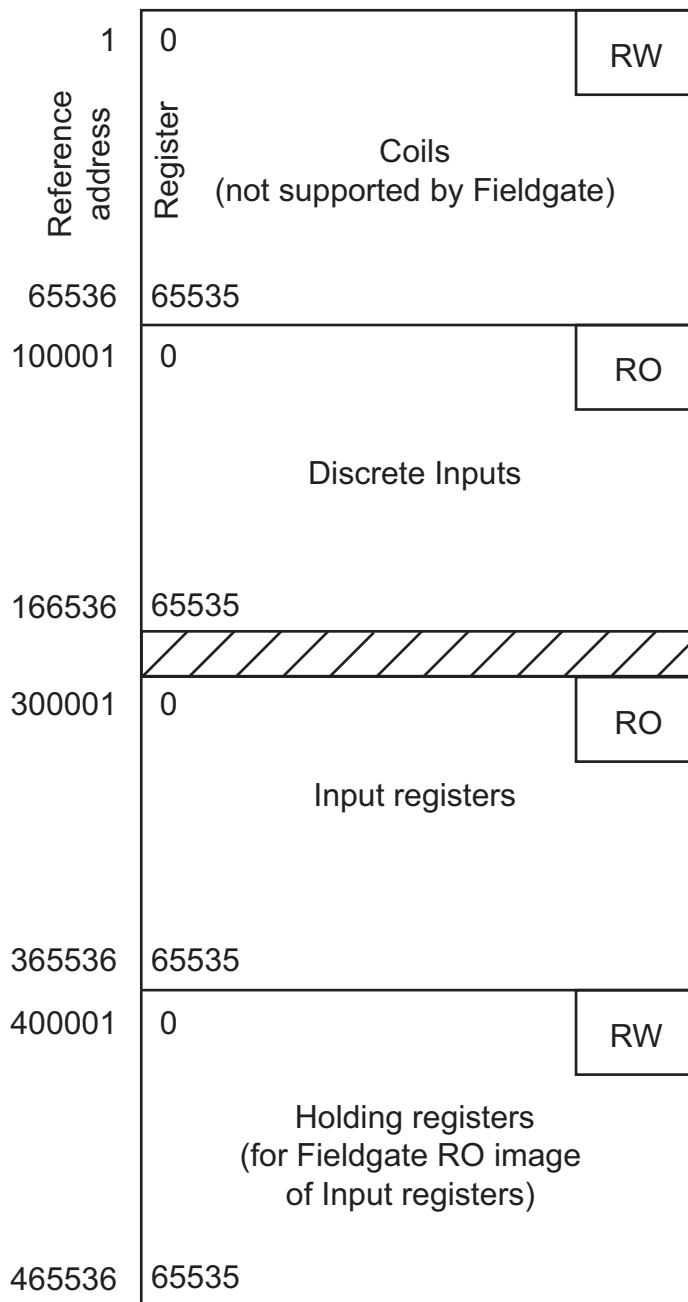 1 0 RW
Reference
address
Register
Coils
(not supported by Fieldgate)
65536 65535
100001 0 RO
Discrete Inputs
166536 65535
300001 0 RO
Input registers
365536 65535
400001 0 RW
Holding registers
(for Fieldgate RO image
of Input registers)
465536 65535